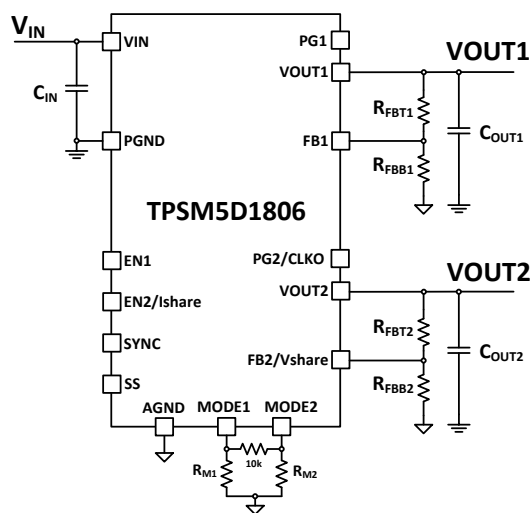 VIN
VIN
PG1
VOUT1
VOUT1
CIN
RFBT1
COUT1
PGND
FB1
RFBB1
TPSM5D1806
EN1
PG2/CLKO
VOUT2
VOUT2
EN2/Ishare
RFBT2
SYNC
COUT2
FB2/Vshare
RFBB2
SS
AGND
MODE1
MODE2
10k
RM1
RM2